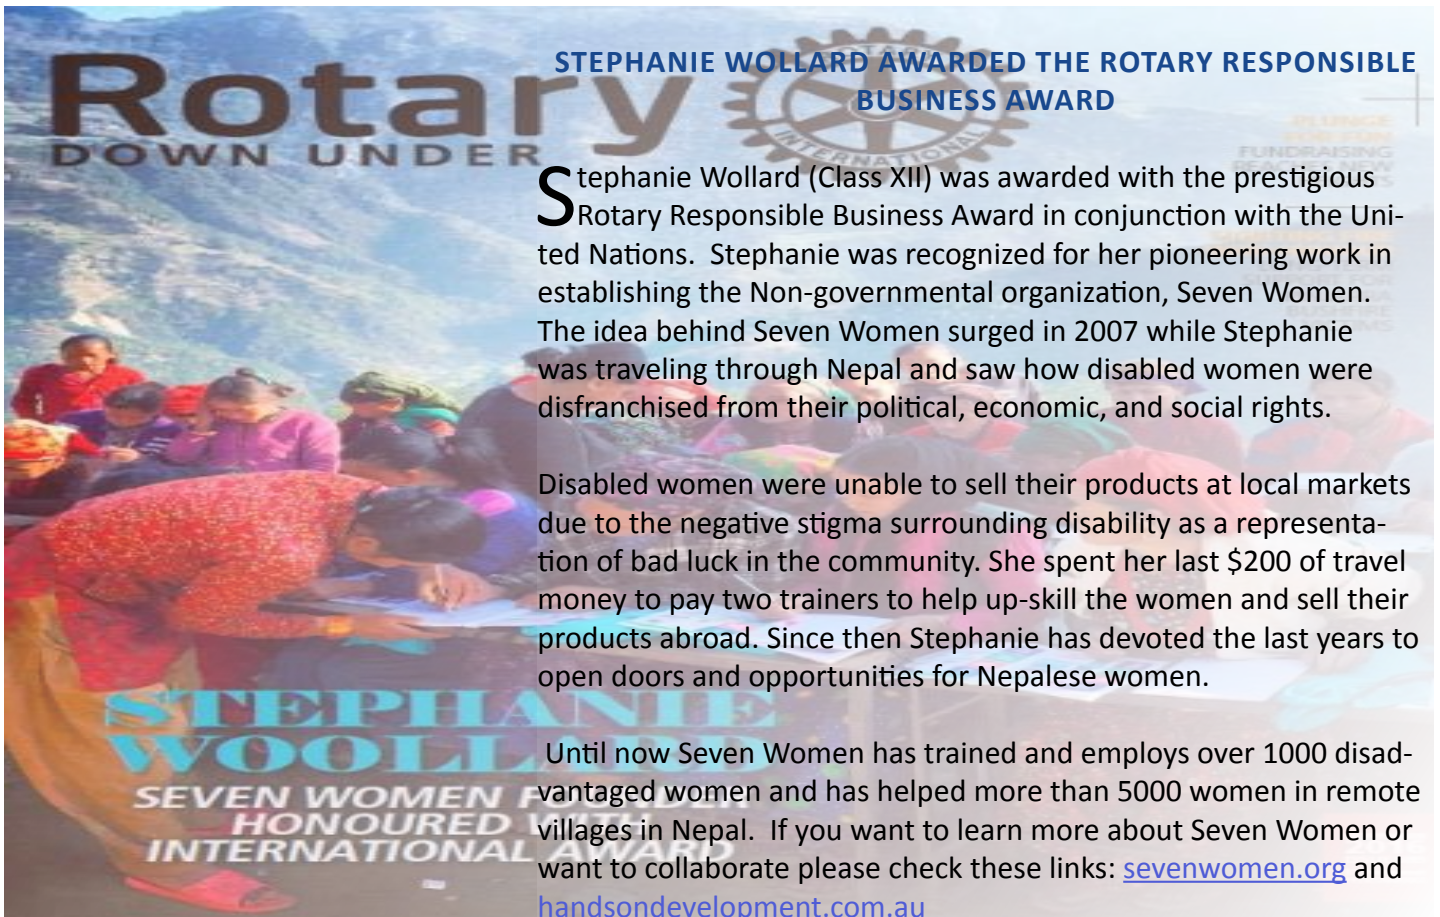 Rotary
DOWN UNDER
ROTARY
INTERNATIONAL
STEPHANIE WOLLARD AWARDED THE ROTARY RESPONSIBLE
BUSINESS AWARD
PLUNGE
FOR FUN
FUNDRAISING
Stephanie Wollard (Class XII) was awarded with the prestigious
Rotary Responsible Business Award in conjunction with the Uni-
ted Nations.  Stephanie was recognized for her pioneering work in
establishing the Non-governmental organization, Seven Women.
The idea behind Seven Women surged in 2007 while Stephanie
was traveling through Nepal and saw how disabled women were
disfranchised from their political, economic, and social rights.
Disabled women were unable to sell their products at local markets
due to the negative stigma surrounding disability as a representa-
tion of bad luck in the community. She spent her last $200 of travel
money to pay two trainers to help up-skill the women and sell their
products abroad. Since then Stephanie has devoted the last years to
open doors and opportunities for Nepalese women.
Until now Seven Women has trained and employs over 1000 disad-
vantaged women and has helped more than 5000 women in remote
villages in Nepal.  If you want to learn more about Seven Women or
want to collaborate please check these links: sevenwomen.org and
handsondevelopment.com.au
STEPHANIE
WOOLLARD
SEVEN WOMEN FOUNDER
HONOURED WITH
INTERNATIONAL AWARD